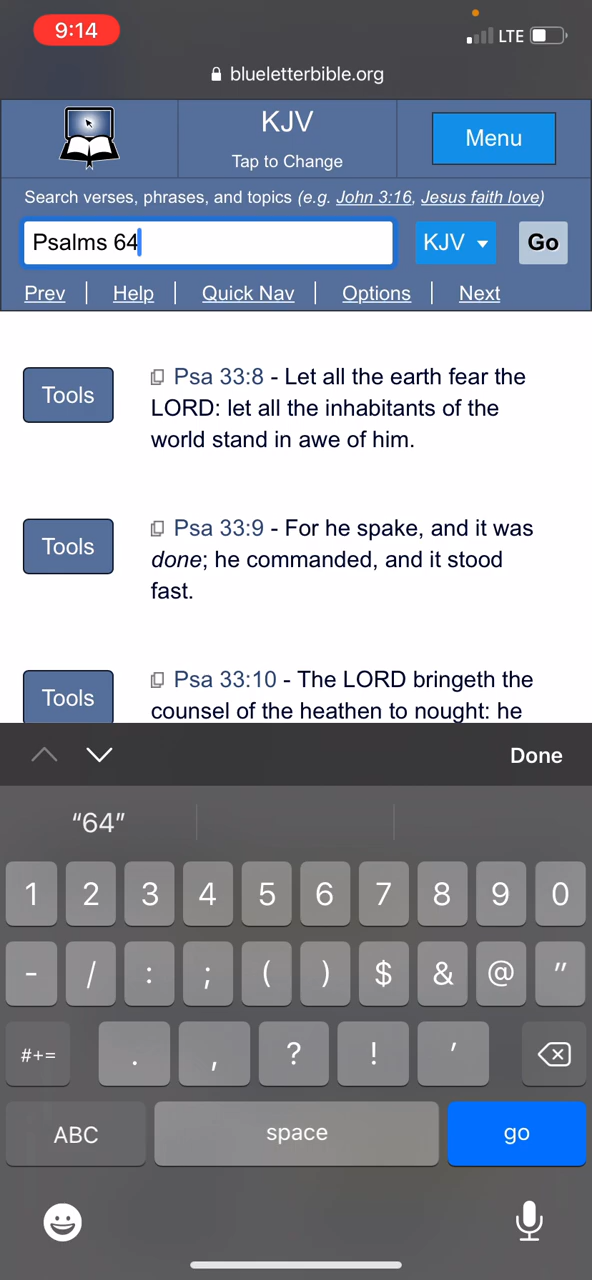 9:14
LTE
blueletterbible.org
KJV
Tap to Change
Menu
Search verses, phrases, and topics (e.g. John 3:16, Jesus faith love)
Psalms 64
KJV
Go
Prev | Help | Quick Nav | Options | Next
Tools
Psa 33:8 - Let all the earth fear the
LORD: let all the inhabitants of the
world stand in awe of him.
Tools
Psa 33:9 - For he spake, and it was
done; he commanded, and it stood
fast.
Tools
Psa 33:10 - The LORD bringeth the
counsel of the heathen to nought: he
Done
“64”
1 2 3 4 5 6 7 8 9 0
- / : ; ( ) $ & @ "
#+= . , ? ! '
ABC space go